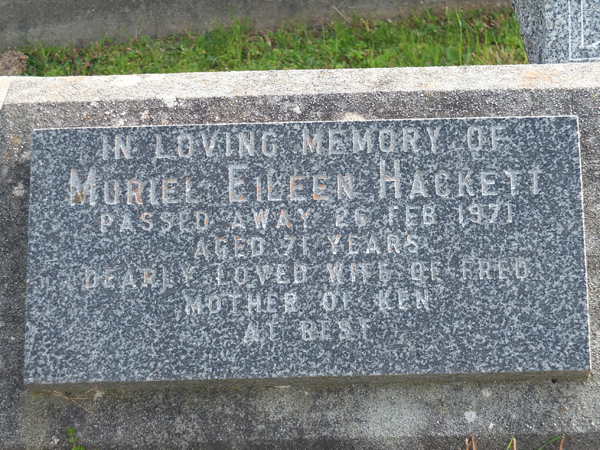 IN LOVING MEMORY OF
MURIEL EILEEN HACKETT
PASSED AWAY 26 FEB 1971
AGED 71 YEARS
DEARLY LOVED WIFE OF FRED
MOTHER OF KEN
AT REST